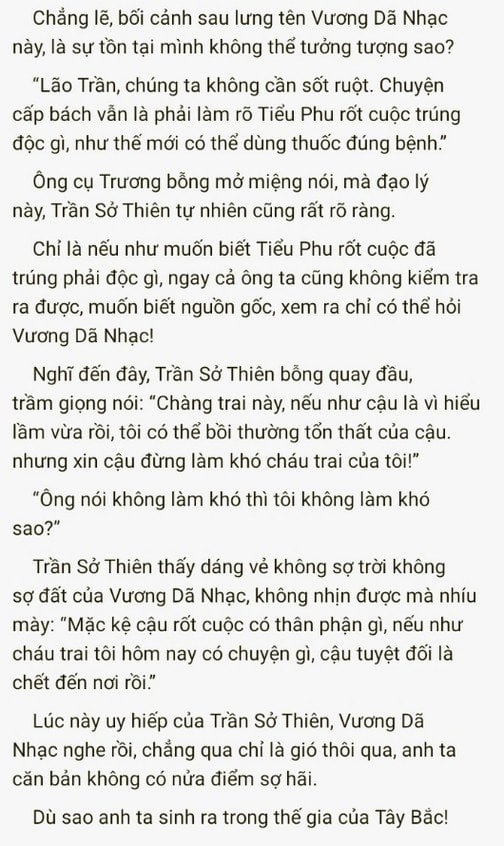 Chẳng lẽ, bối cảnh sau lưng tên Vương Dã Nhạc
này, là sự tồn tại mình không thể tưởng tượng sao?
“Lão Trần, chúng ta không cần sốt ruột. Chuyện
cấp bách vẫn là phải làm rõ Tiểu Phu rốt cuộc trúng
độc gì, như thế mới có thể dùng thuốc đúng bệnh.”
Ông cụ Trương bỗng mở miệng nói, mà đạo lý
này, Trần Sở Thiên tự nhiên cũng rất rõ ràng.
Chỉ là nếu như muốn biết Tiểu Phu rốt cuộc đã
trúng phải độc gì, ngay cả ông ta cũng không kiểm tra
ra được, muốn biết nguồn gốc, xem ra chỉ có thể hỏi
Vương Dã Nhạc!
Nghĩ đến đây, Trần Sở Thiên bỗng quay đầu,
trầm giọng nói: “Chàng trai này, nếu như cậu là vì hiểu
lầm vừa rồi, tôi có thể bồi thường tổn thất của cậu.
nhưng xin cậu đừng làm khó cháu trai của tôi!”
“Ông nói không làm khó thì tôi không làm khó
sao?”
Trần Sở Thiên thấy dáng vẻ không sợ trời không
sợ đất của Vương Dã Nhạc, không nhịn được mà nhíu
mày: “Mặc kệ cậu rốt cuộc có thân phận gì, nếu như
cháu trai tôi hôm nay có chuyện gì, cậu tuyệt đối là
chết đến nơi rồi.”
Lúc này uy hiếp của Trần Sở Thiên, Vương Dã
Nhạc nghe rồi, chẳng qua chỉ là gió thôi qua, anh ta
căn bản không có nửa điểm sợ hãi.
Dù sao anh ta sinh ra trong thế gia của Tây Bắc!